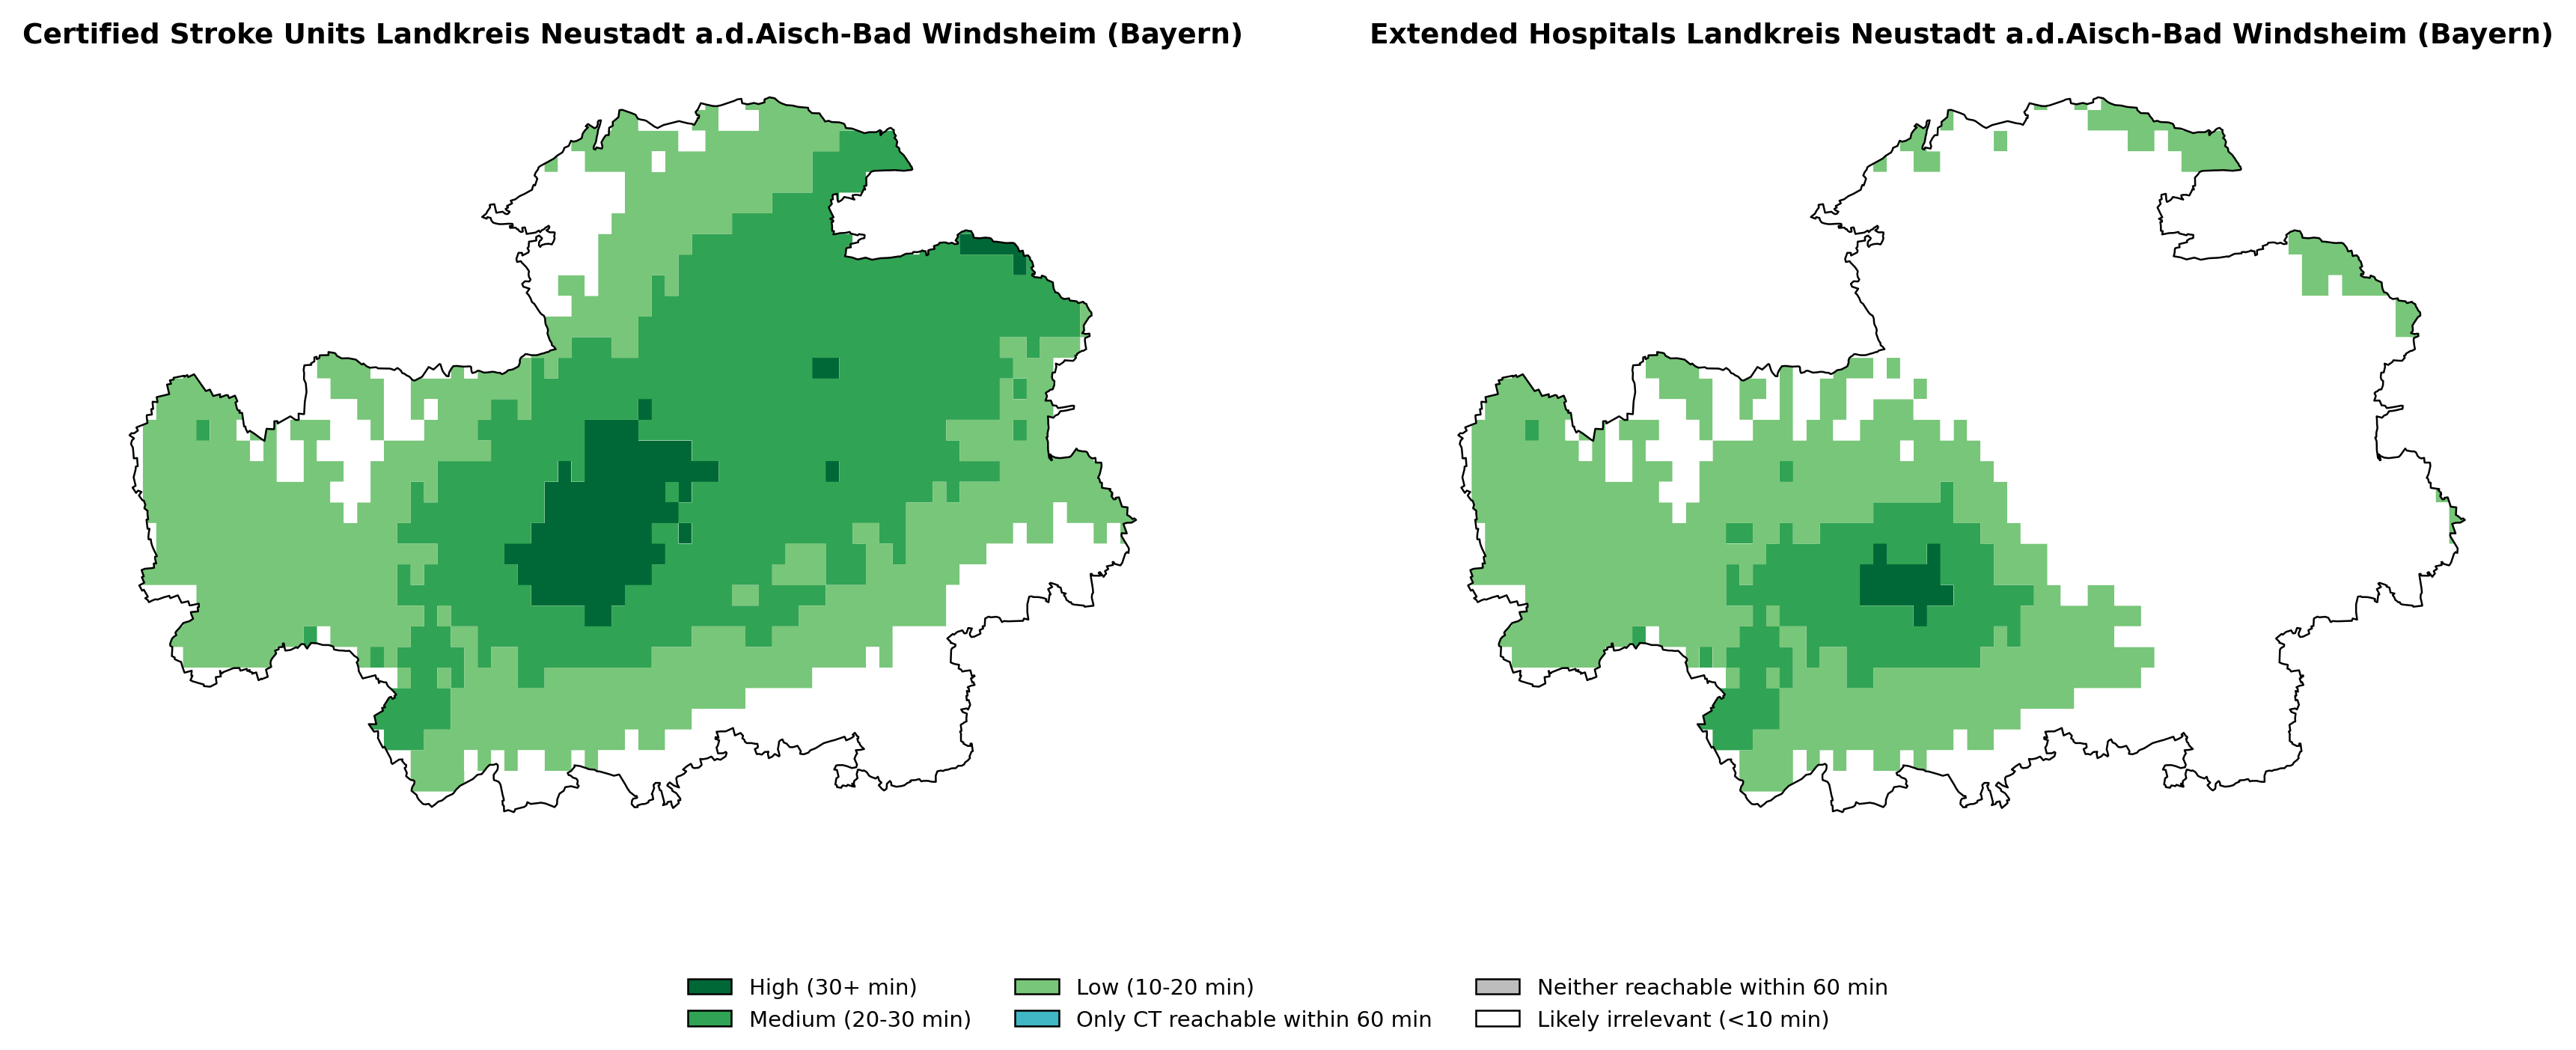 Certified Stroke Units Landkreis Neustadt a.d.Aisch-Bad Windsheim (Bayern)
Extended Hospitals Landkreis Neustadt a.d.Aisch-Bad Windsheim (Bayern)
High (30+ min)
Medium (20-30 min)
Low (10-20 min)
Only CT reachable within 60 min
Neither reachable within 60 min
Likely irrelevant (<10 min)